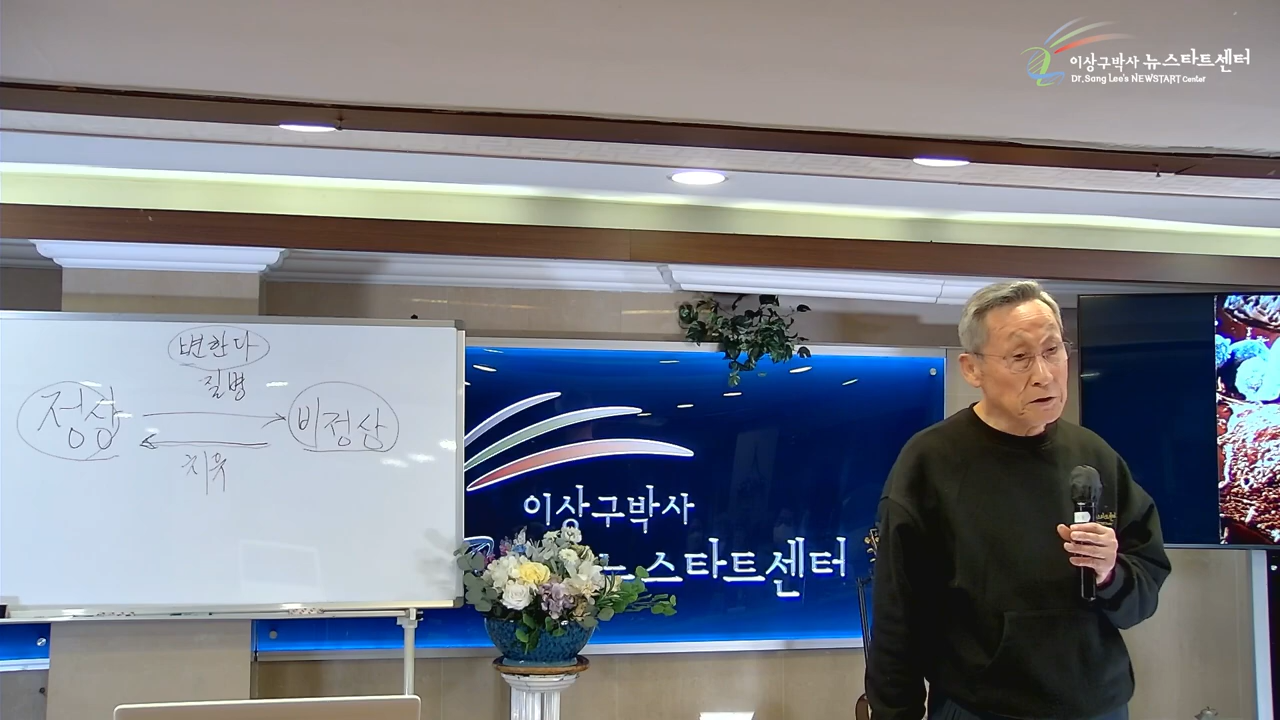 이상구박사 뉴스타트센터
Dr. Sang Lee's NEWSTART Center
변한다
질병
정상
비정상
치유
이상구박사
뉴스타트센터